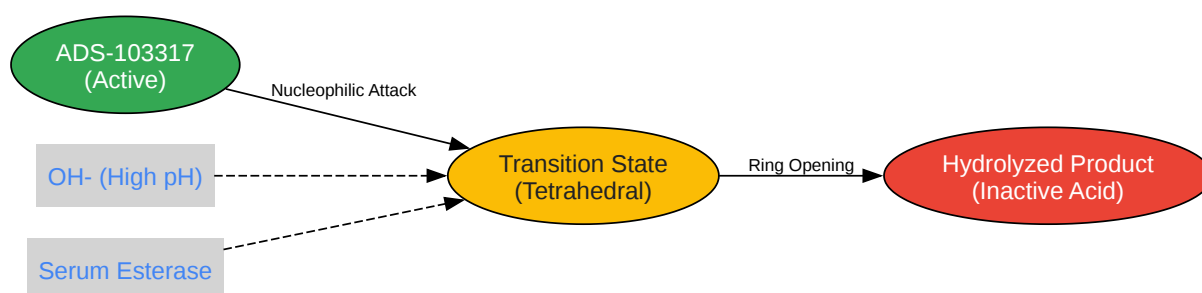 ADS-103317
(Active)
Nucleophilic Attack
OH- (High pH)
Transition State
(Tetrahedral)
Ring Opening
Hydrolyzed Product
(Inactive Acid)
Serum Esterase